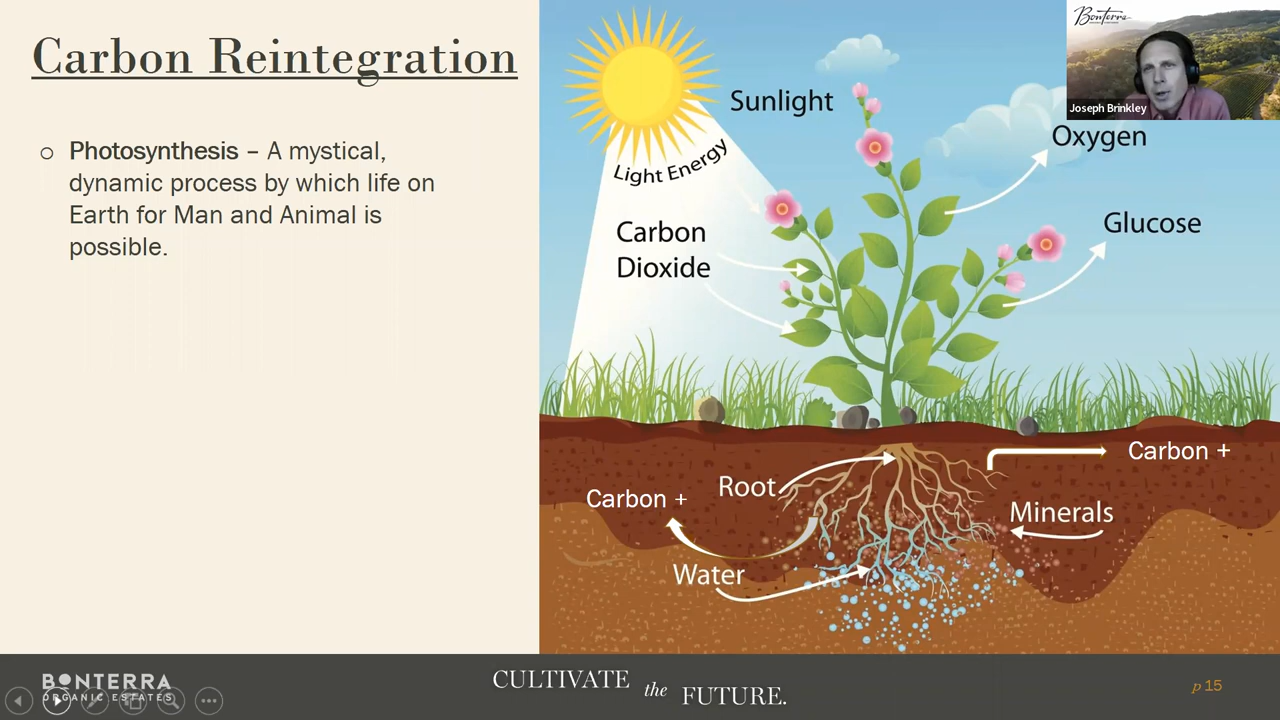 Carbon Reintegration
Photosynthesis – A mystical,
dynamic process by which life on
Earth for Man and Animal is
possible.
Sunlight
Light Energy
Carbon
Dioxide
Oxygen
Glucose
Carbon +
Root
Carbon +
Minerals
Water
Bonterra
Joseph Brinkley
BONTERRA
ORGANIC ESTATES
CULTIVATE the FUTURE.
p 15